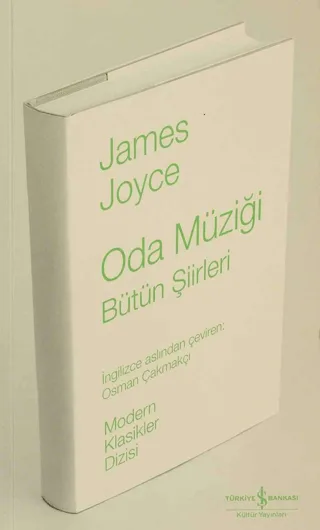 James
Joyce
Oda Müziği
Bütün Şiirleri
İngilizce aslından çeviren:
Osman Çakmakçı
Modern
Klasikler
Dizisi
TÜRKİYE İŞ BANKASI
Kültür Yayınları